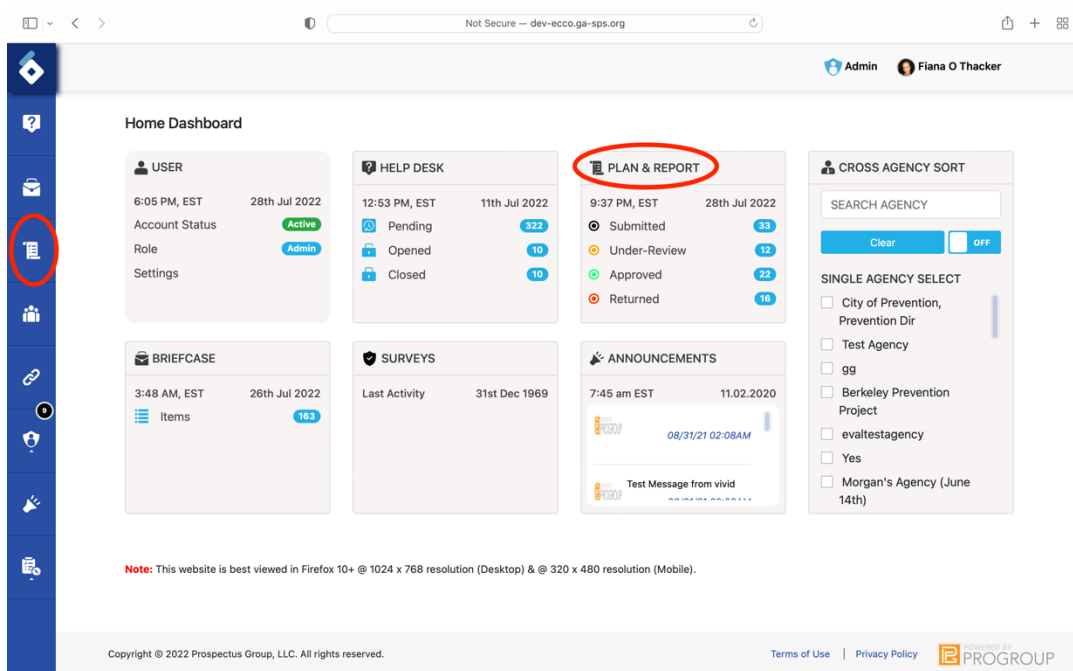 Not Secure — dev-ecco.ga-sps.org
Admin
Fiana O Thacker
Home Dashboard
USER
6:05 PM, EST 28th Jul 2022
Account Status Active
Role Admin
Settings
HELP DESK
12:53 PM, EST 11th Jul 2022
Pending 322
Opened 10
Closed 10
PLAN & REPORT
9:37 PM, EST 28th Jul 2022
Submitted 33
Under-Review 12
Approved 22
Returned 16
CROSS AGENCY SORT
SEARCH AGENCY
Clear OFF
SINGLE AGENCY SELECT
City of Prevention,
Prevention Dir
Test Agency
gg
Berkeley Prevention
Project
evaltestagency
Yes
Morgan's Agency (June
14th)
BRIEFCASE
3:48 AM, EST 26th Jul 2022
Items 163
SURVEYS
Last Activity 31st Dec 1969
ANNOUNCEMENTS
7:45 am EST 11.02.2020
PROGROUP
08/31/21 02:08AM
Test Message from vivid
PROGROUP
9
Note: This website is best viewed in Firefox 10+ @ 1024 x 768 resolution (Desktop) & @ 320 x 480 resolution (Mobile).
Copyright © 2022 Prospectus Group, LLC. All rights reserved.
Terms of Use | Privacy Policy
POWERED BY
PROGROUP